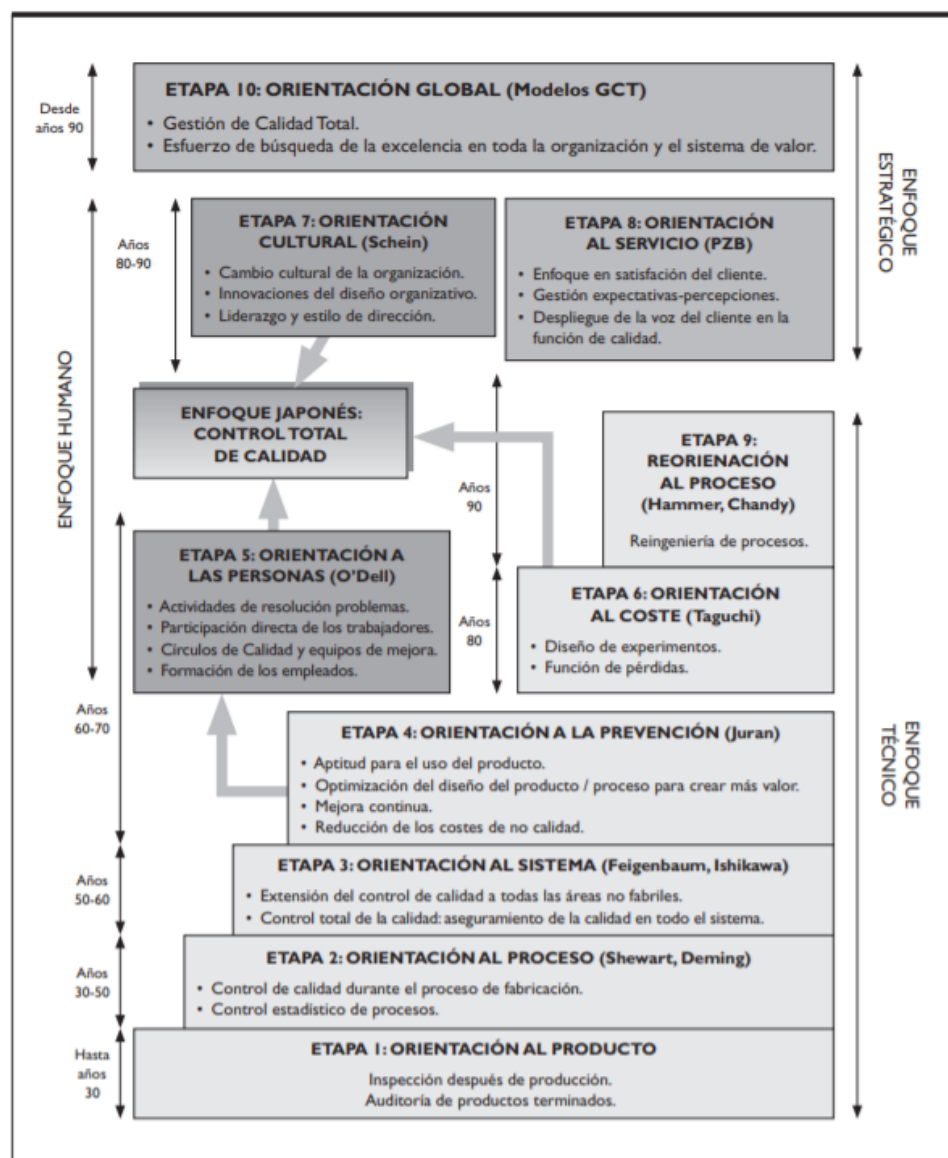 Desde
años 90
ETAPA 10: ORIENTACIÓN GLOBAL (Modelos GCT)
• Gestión de Calidad Total.
• Esfuerzo de búsqueda de la excelencia en toda la organización y el sistema de valor.
ENFOQUE
ESTRATÉGICO
ENFOQUE HUMANO
Años
80-90
ETAPA 7: ORIENTACIÓN
CULTURAL (Schein)
• Cambio cultural de la organización.
• Innovaciones del diseño organizativo.
• Liderazgo y estilo de dirección.
ETAPA 8: ORIENTACIÓN
AL SERVICIO (PZB)
• Enfoque en satisfacción del cliente.
• Gestión expectativas-percepciones.
• Despliegue de la voz del cliente en la
función de calidad.
ENFOQUE JAPONÉS:
CONTROL TOTAL
DE CALIDAD
Años
90
ETAPA 9:
REORIENACIÓN
AL PROCESO
(Hammer, Chandy)
Reingeniería de procesos.
ETAPA 5: ORIENTACIÓN A
LAS PERSONAS (O'Dell)
• Actividades de resolución problemas.
• Participación directa de los trabajadores.
• Círculos de Calidad y equipos de mejora.
• Formación de los empleados.
Años
80
ETAPA 6: ORIENTACIÓN
AL COSTE (Taguchi)
• Diseño de experimentos.
• Función de pérdidas.
Años
60-70
ETAPA 4: ORIENTACIÓN A LA PREVENCIÓN (Juran)
• Aptitud para el uso del producto.
• Optimización del diseño del producto / proceso para crear más valor.
• Mejora continua.
• Reducción de los costes de no calidad.
ENFOQUE
TÉCNICO
Años
50-60
ETAPA 3: ORIENTACIÓN AL SISTEMA (Feigenbaum, Ishikawa)
• Extensión del control de calidad a todas las áreas no fabriles.
• Control total de la calidad: aseguramiento de la calidad en todo el sistema.
Años
30-50
ETAPA 2: ORIENTACIÓN AL PROCESO (Shewart, Deming)
• Control de calidad durante el proceso de fabricación.
• Control estadístico de procesos.
Hasta
años
30
ETAPA 1: ORIENTACIÓN AL PRODUCTO
Inspección después de producción.
Auditoría de productos terminados.